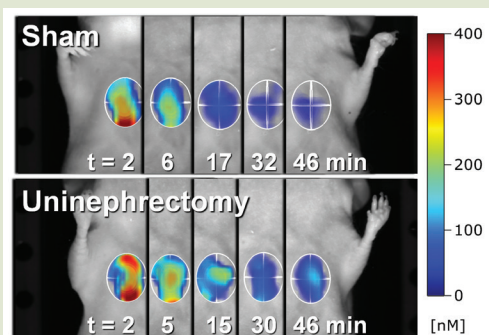 Sham
t = 2 6 17 32 46 min
Uninephrectomy
t = 2 5 15 30 46 min
400
300
200
100
0
[nM]